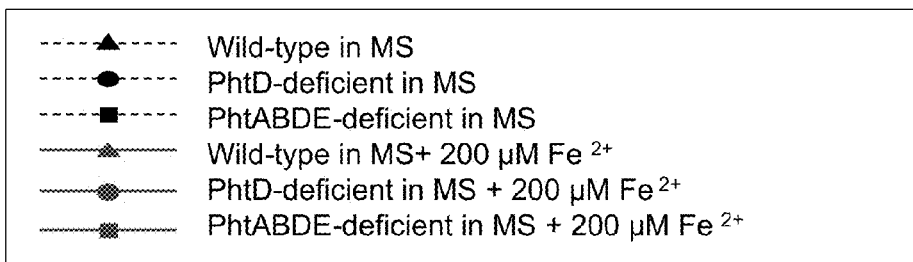 Wild-type in MS
PhtD-deficient in MS
PhtABDE-deficient in MS
Wild-type in MS+ 200 µM Fe 2+
PhtD-deficient in MS + 200 µM Fe 2+
PhtABDE-deficient in MS + 200 µM Fe 2+